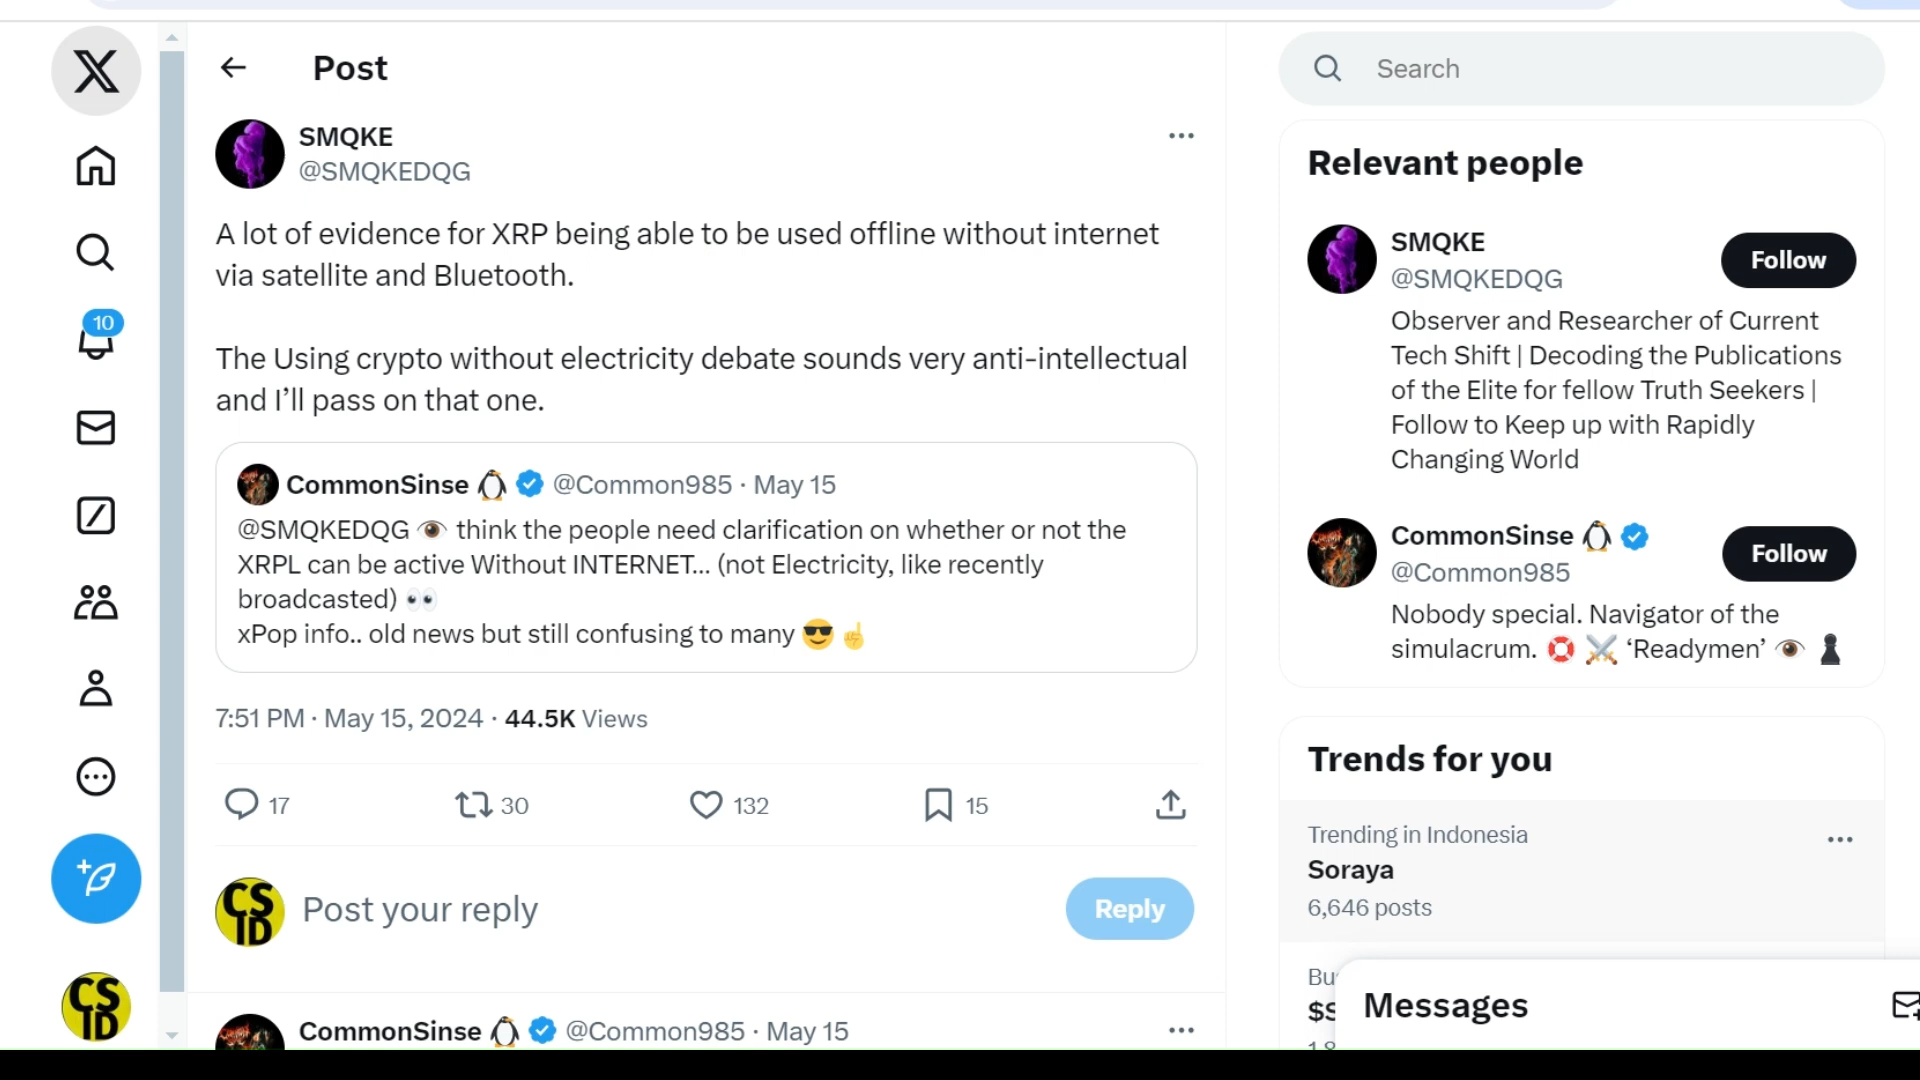 Post
SMQKE
@SMQKEDQG
A lot of evidence for XRP being able to be used offline without internet
via satellite and Bluetooth.
The Using crypto without electricity debate sounds very anti-intellectual
and I’ll pass on that one.
CommonSinse @Common985 · May 15
@SMQKEDQG 👁️ think the people need clarification on whether or not the
XRPL can be active Without INTERNET... (not Electricity, like recently
broadcasted) 👀
xPop info.. old news but still confusing to many 😎☝️
7:51 PM · May 15, 2024 · 44.5K Views
17
30
132
15
CS
ID
Post your reply
Reply
CommonSinse @Common985 · May 15
10
CS
ID
Search
Relevant people
SMQKE
@SMQKEDQG
Follow
Observer and Researcher of Current
Tech Shift | Decoding the Publications
of the Elite for fellow Truth Seekers |
Follow to Keep up with Rapidly
Changing World
CommonSinse
@Common985
Follow
Nobody special. Navigator of the
simulacrum. 🛟 ⚔️ ‘Readymen’ 👁️ ♟️
Trends for you
Trending in Indonesia
Soraya
6,646 posts
Messages